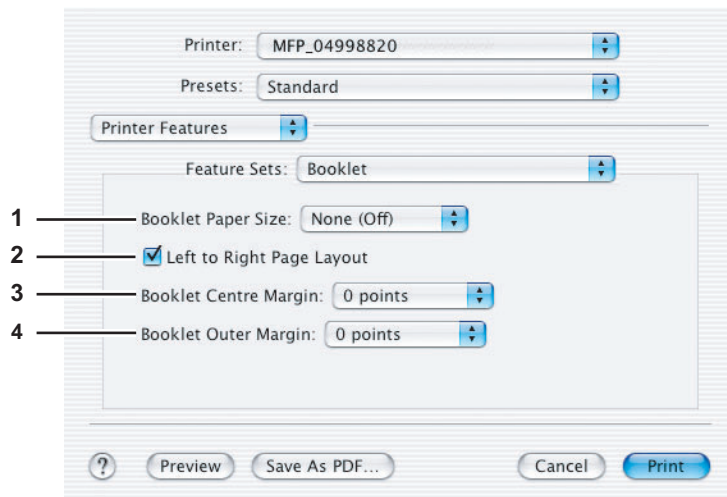 Printer: MFP_04998820
Presets: Standard
Printer Features
Feature Sets: Booklet
1 Booklet Paper Size: None (Off)
2 Left to Right Page Layout
3 Booklet Centre Margin: 0 points
4 Booklet Outer Margin: 0 points
? Preview Save As PDF... Cancel Print